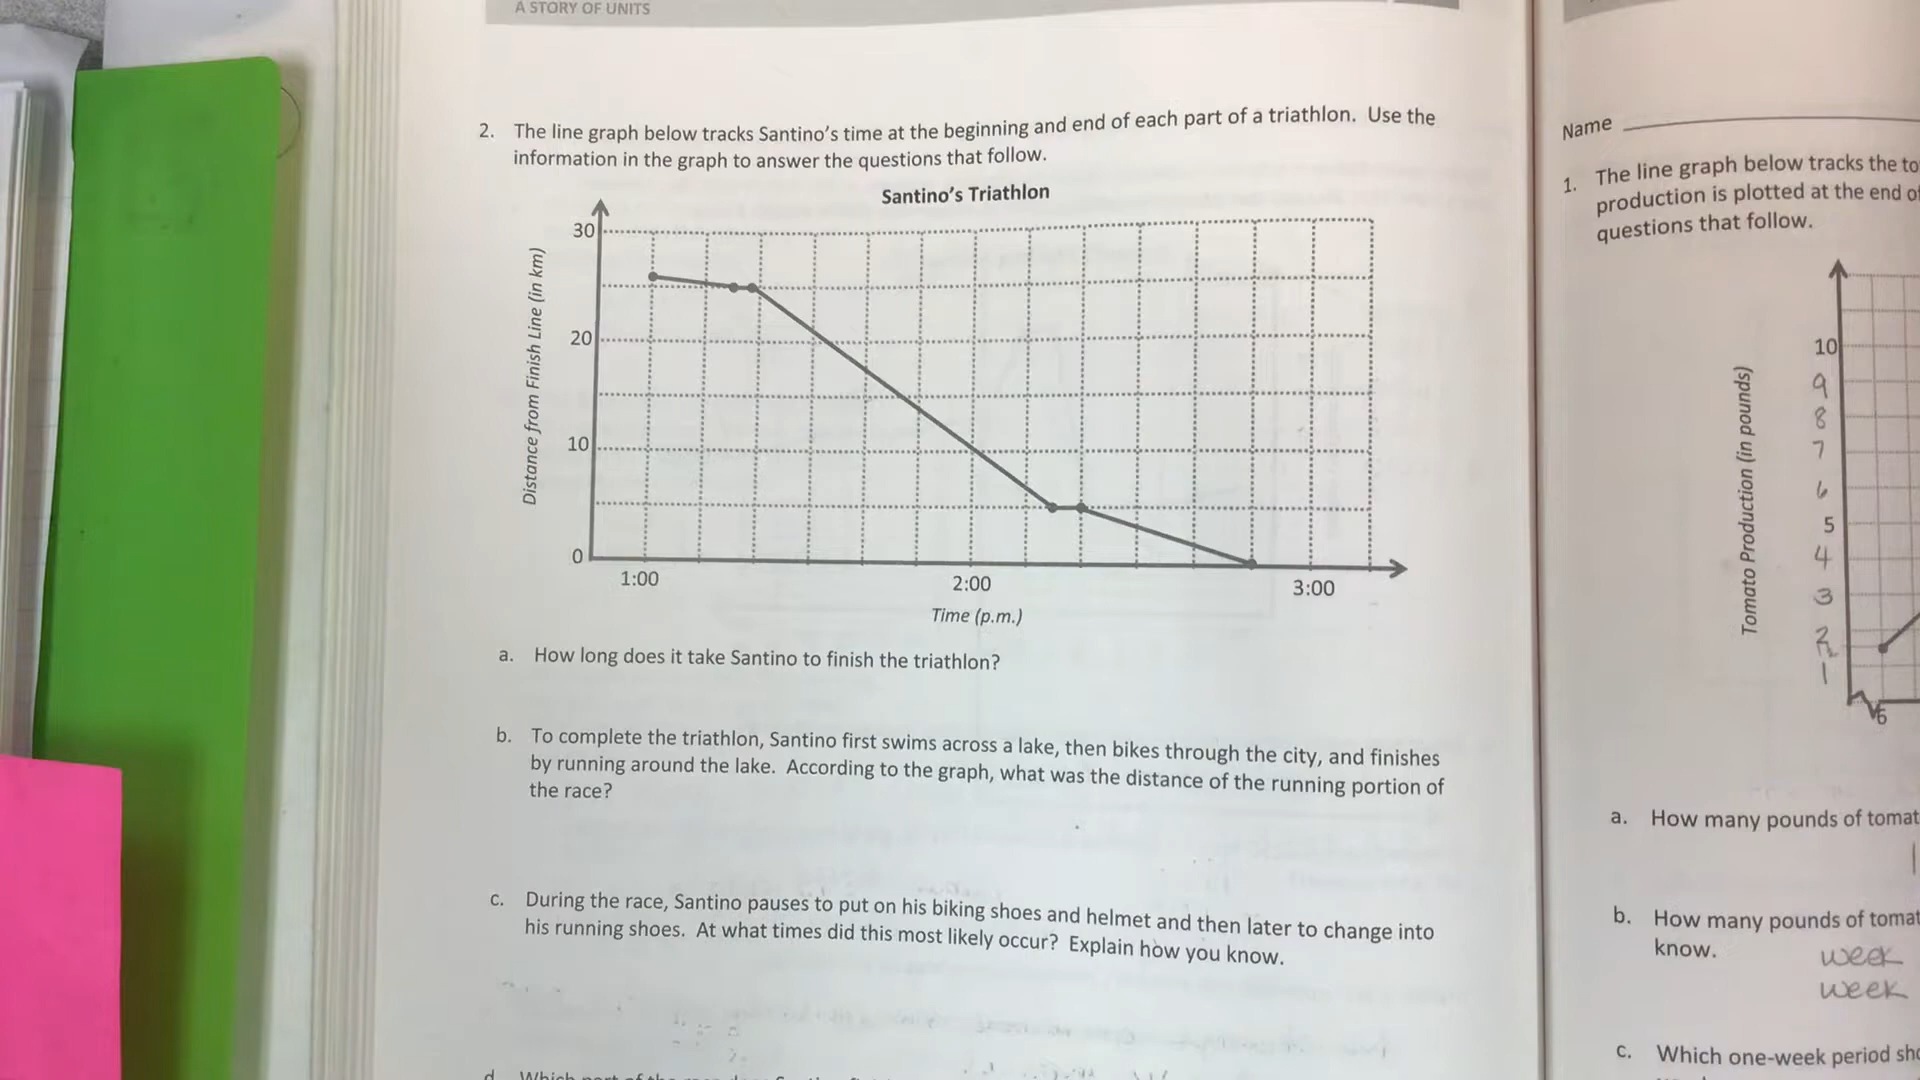 A STORY OF UNITS
2. The line graph below tracks Santino's time at the beginning and end of each part of a triathlon. Use the
information in the graph to answer the questions that follow.
Santino's Triathlon
Distance from Finish Line (in km)
30
20
10
0
1:00 2:00 3:00
Time (p.m.)
a. How long does it take Santino to finish the triathlon?
b. To complete the triathlon, Santino first swims across a lake, then bikes through the city, and finishes
by running around the lake. According to the graph, what was the distance of the running portion of
the race?
c. During the race, Santino pauses to put on his biking shoes and helmet and then later to change into
his running shoes. At what times did this most likely occur? Explain how you know.
d. Which
Name
1. The line graph below tracks the
production is plotted at the end
questions that follow.
Tomato Production (in pounds)
10
9
8
7
6
5
4
3
2
1
a. How many pounds of
b. How many pounds of
know.
week
week
c. Which one-week period